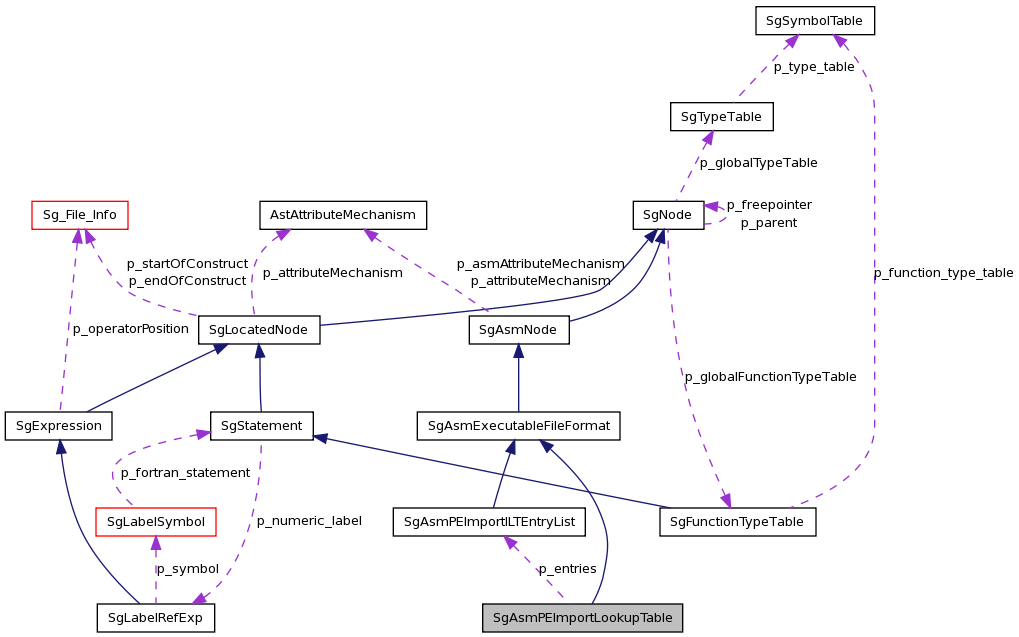 SgSymbolTable
p_type_table
SgTypeTable
p_globalTypeTable
Sg_File_Info
AstAttributeMechanism
SgNode
p_freepointer
p_parent
p_startOfConstruct
p_endOfConstruct
p_attributeMechanism
p_asmAttributeMechanism
p_attributeMechanism
p_function_type_table
p_operatorPosition
SgLocatedNode
SgAsmNode
p_globalFunctionTypeTable
SgExpression
SgStatement
SgAsmExecutableFileFormat
p_fortran_statement
SgLabelSymbol
p_numeric_label
SgAsmPEImportILTEntryList
SgFunctionTypeTable
p_symbol
p_entries
SgLabelRefExp
SgAsmPEImportLookupTable